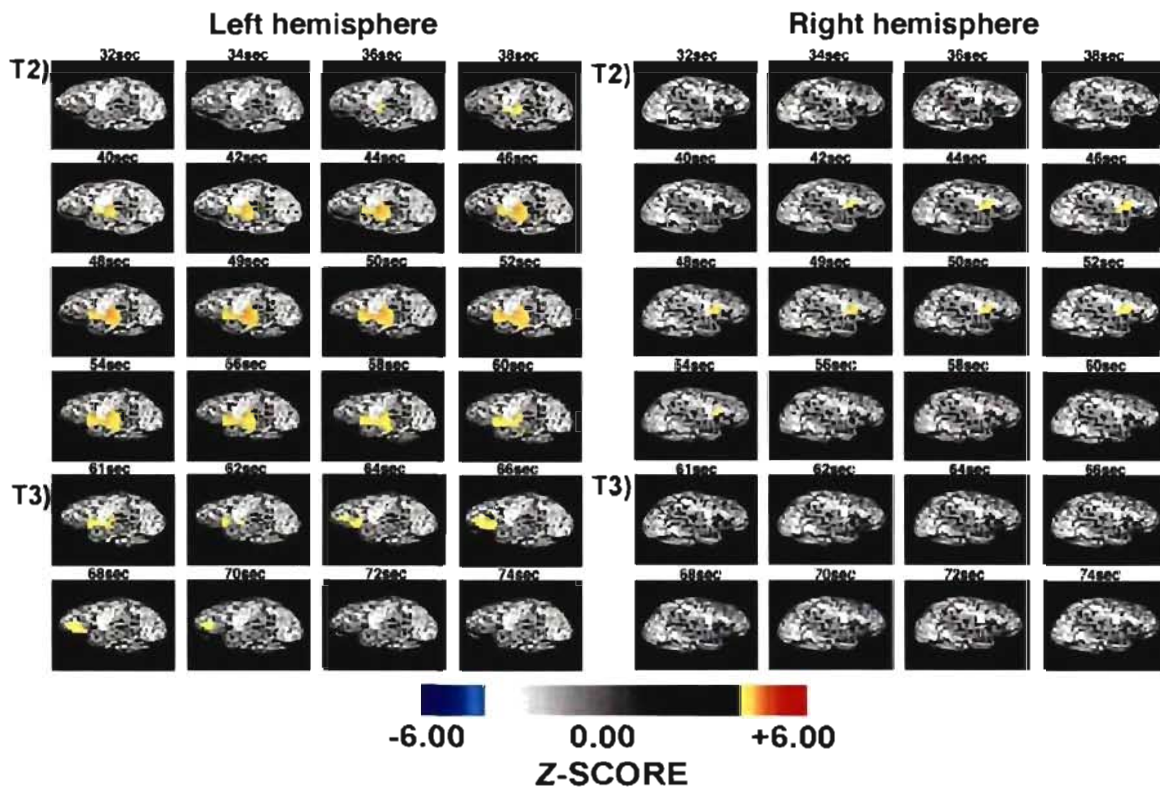 Left hemisphere Right hemisphere
T2) 32sec 34sec 36sec 38sec T2) 32sec 34sec 36sec 38sec
40sec 42sec 44sec 46sec 40sec 42sec 44sec 46sec
48sec 49sec 50sec 52sec 48sec 49sec 50sec 52sec
54sec 56sec 58sec 60sec 54sec 56sec 58sec 60sec
T3) 61sec 62sec 64sec 66sec T3) 61sec 62sec 64sec 66sec
68sec 70sec 72sec 74sec 68sec 70sec 72sec 74sec
-6.00 0.00 +6.00
Z-SCORE